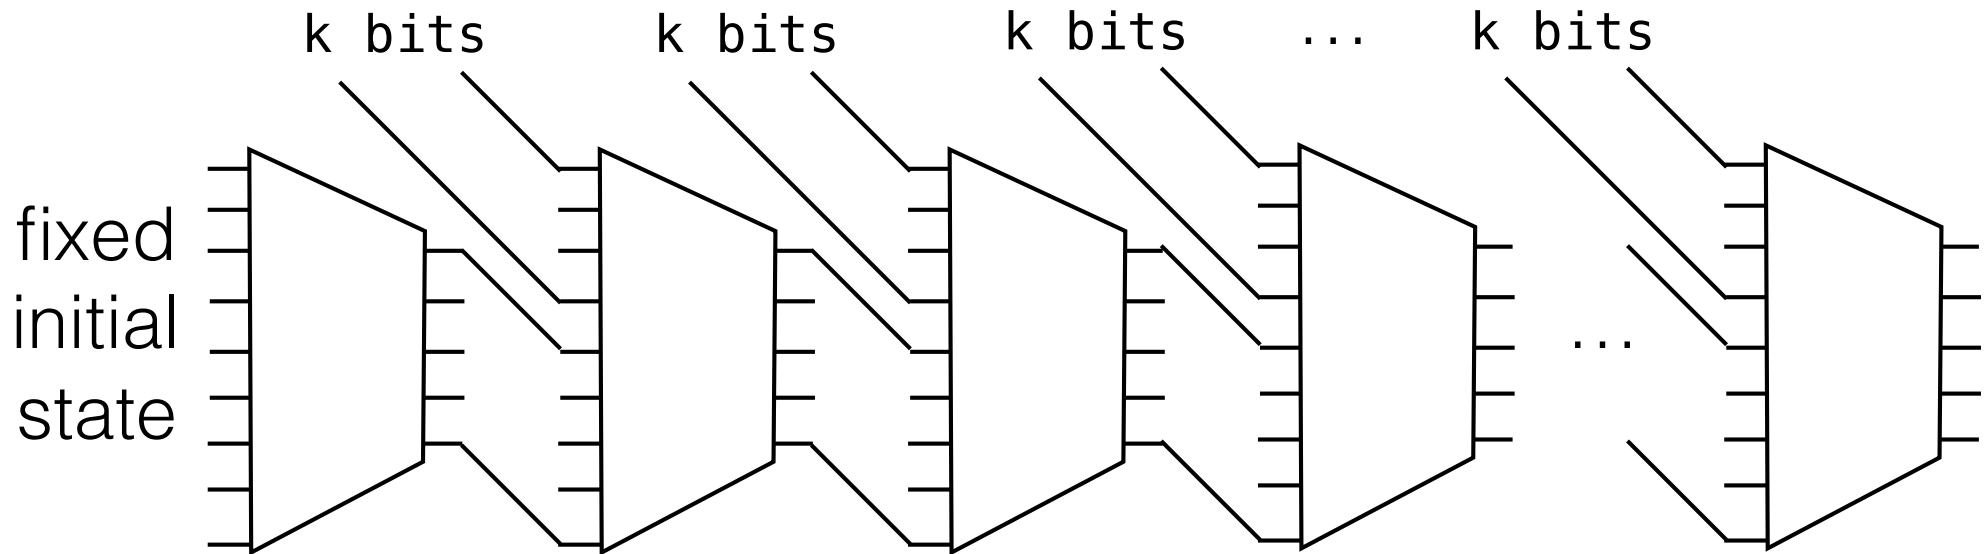 k bits k bits k bits ... k bits
fixed
initial
...
state